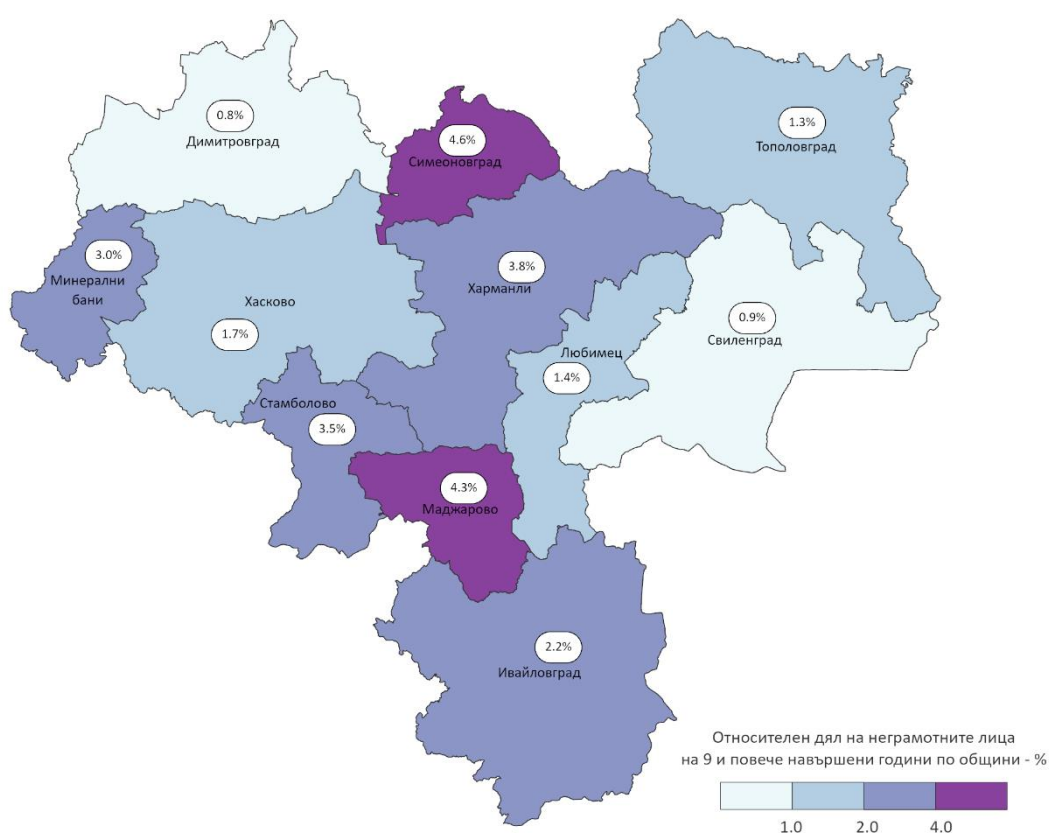 0.8%
Димитровград
4.6%
Симеоновград
1.3%
Тополовград
3.0%
Минерални
бани
Хасково
1.7%
3.8%
Харманли
0.9%
Свиленград
Любимец
1.4%
Стамболово
3.5%
4.3%
Маджарово
2.2%
Ивайловград
Относителен дял на неграмотните лица
на 9 и повече навършени години по общини - %
1.0 2.0 4.0